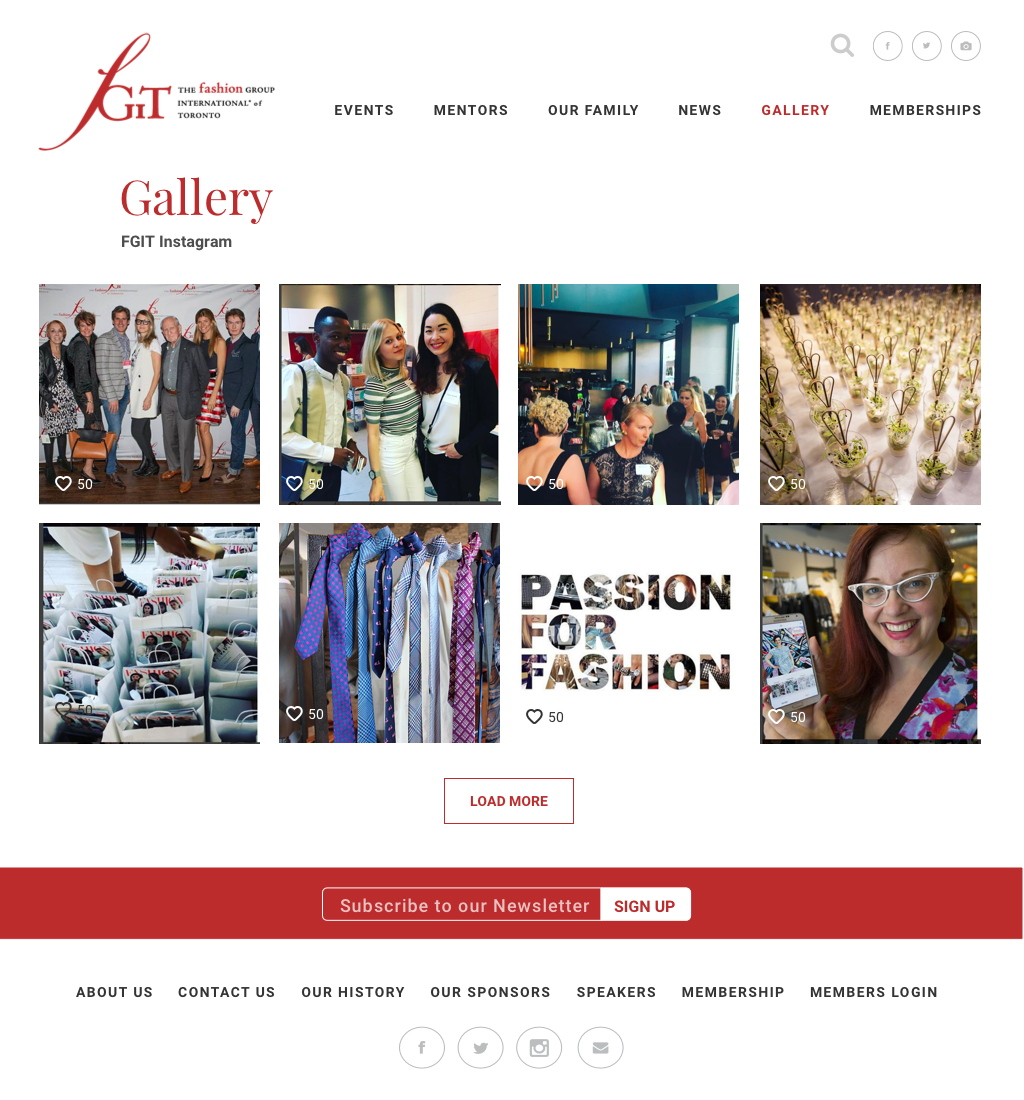 fGIT THE fashion GROUP
INTERNATIONAL® of
TORONTO
EVENTS MENTORS OUR FAMILY NEWS GALLERY MEMBERSHIPS
Gallery
FGIT Instagram
50 50 50 50
PASSION
FOR
FASHION
50 50 50 50
LOAD MORE
Subscribe to our Newsletter SIGN UP
ABOUT US CONTACT US OUR HISTORY OUR SPONSORS SPEAKERS MEMBERSHIP MEMBERS LOGIN